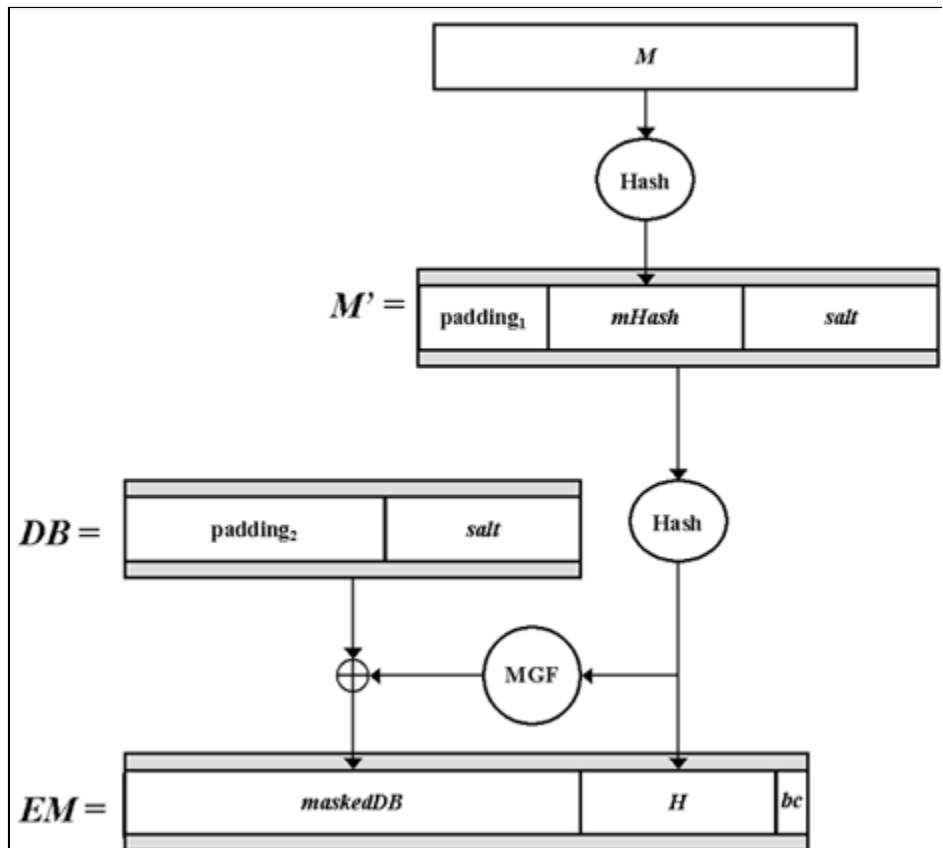 M
Hash
M’ = padding₁ mHash salt
DB = padding₂ salt
Hash
MGF
EM = maskedDB H bc